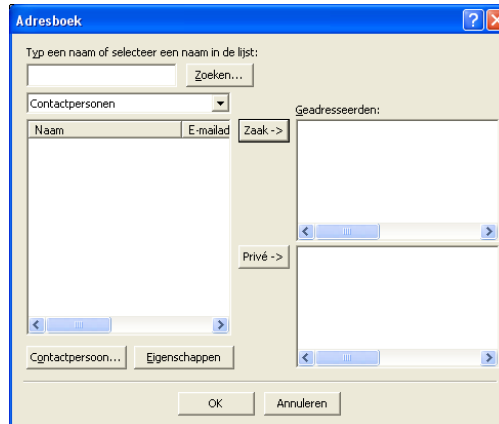 Adresboek
Typ een naam of selecteer een naam in de lijst:
Zoeken...
Contactpersonen
Geadresseerden:
Naam E-mailad
Zaak ->
Privé ->
Contactpersoon... Eigenschappen
OK Annuleren